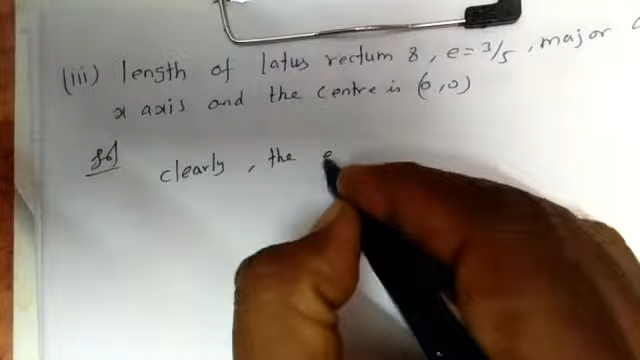 (iii) length of latus rectum 8, e = 3/5, major
x axis and the centre is (0,0)
Sol
clearly, the e